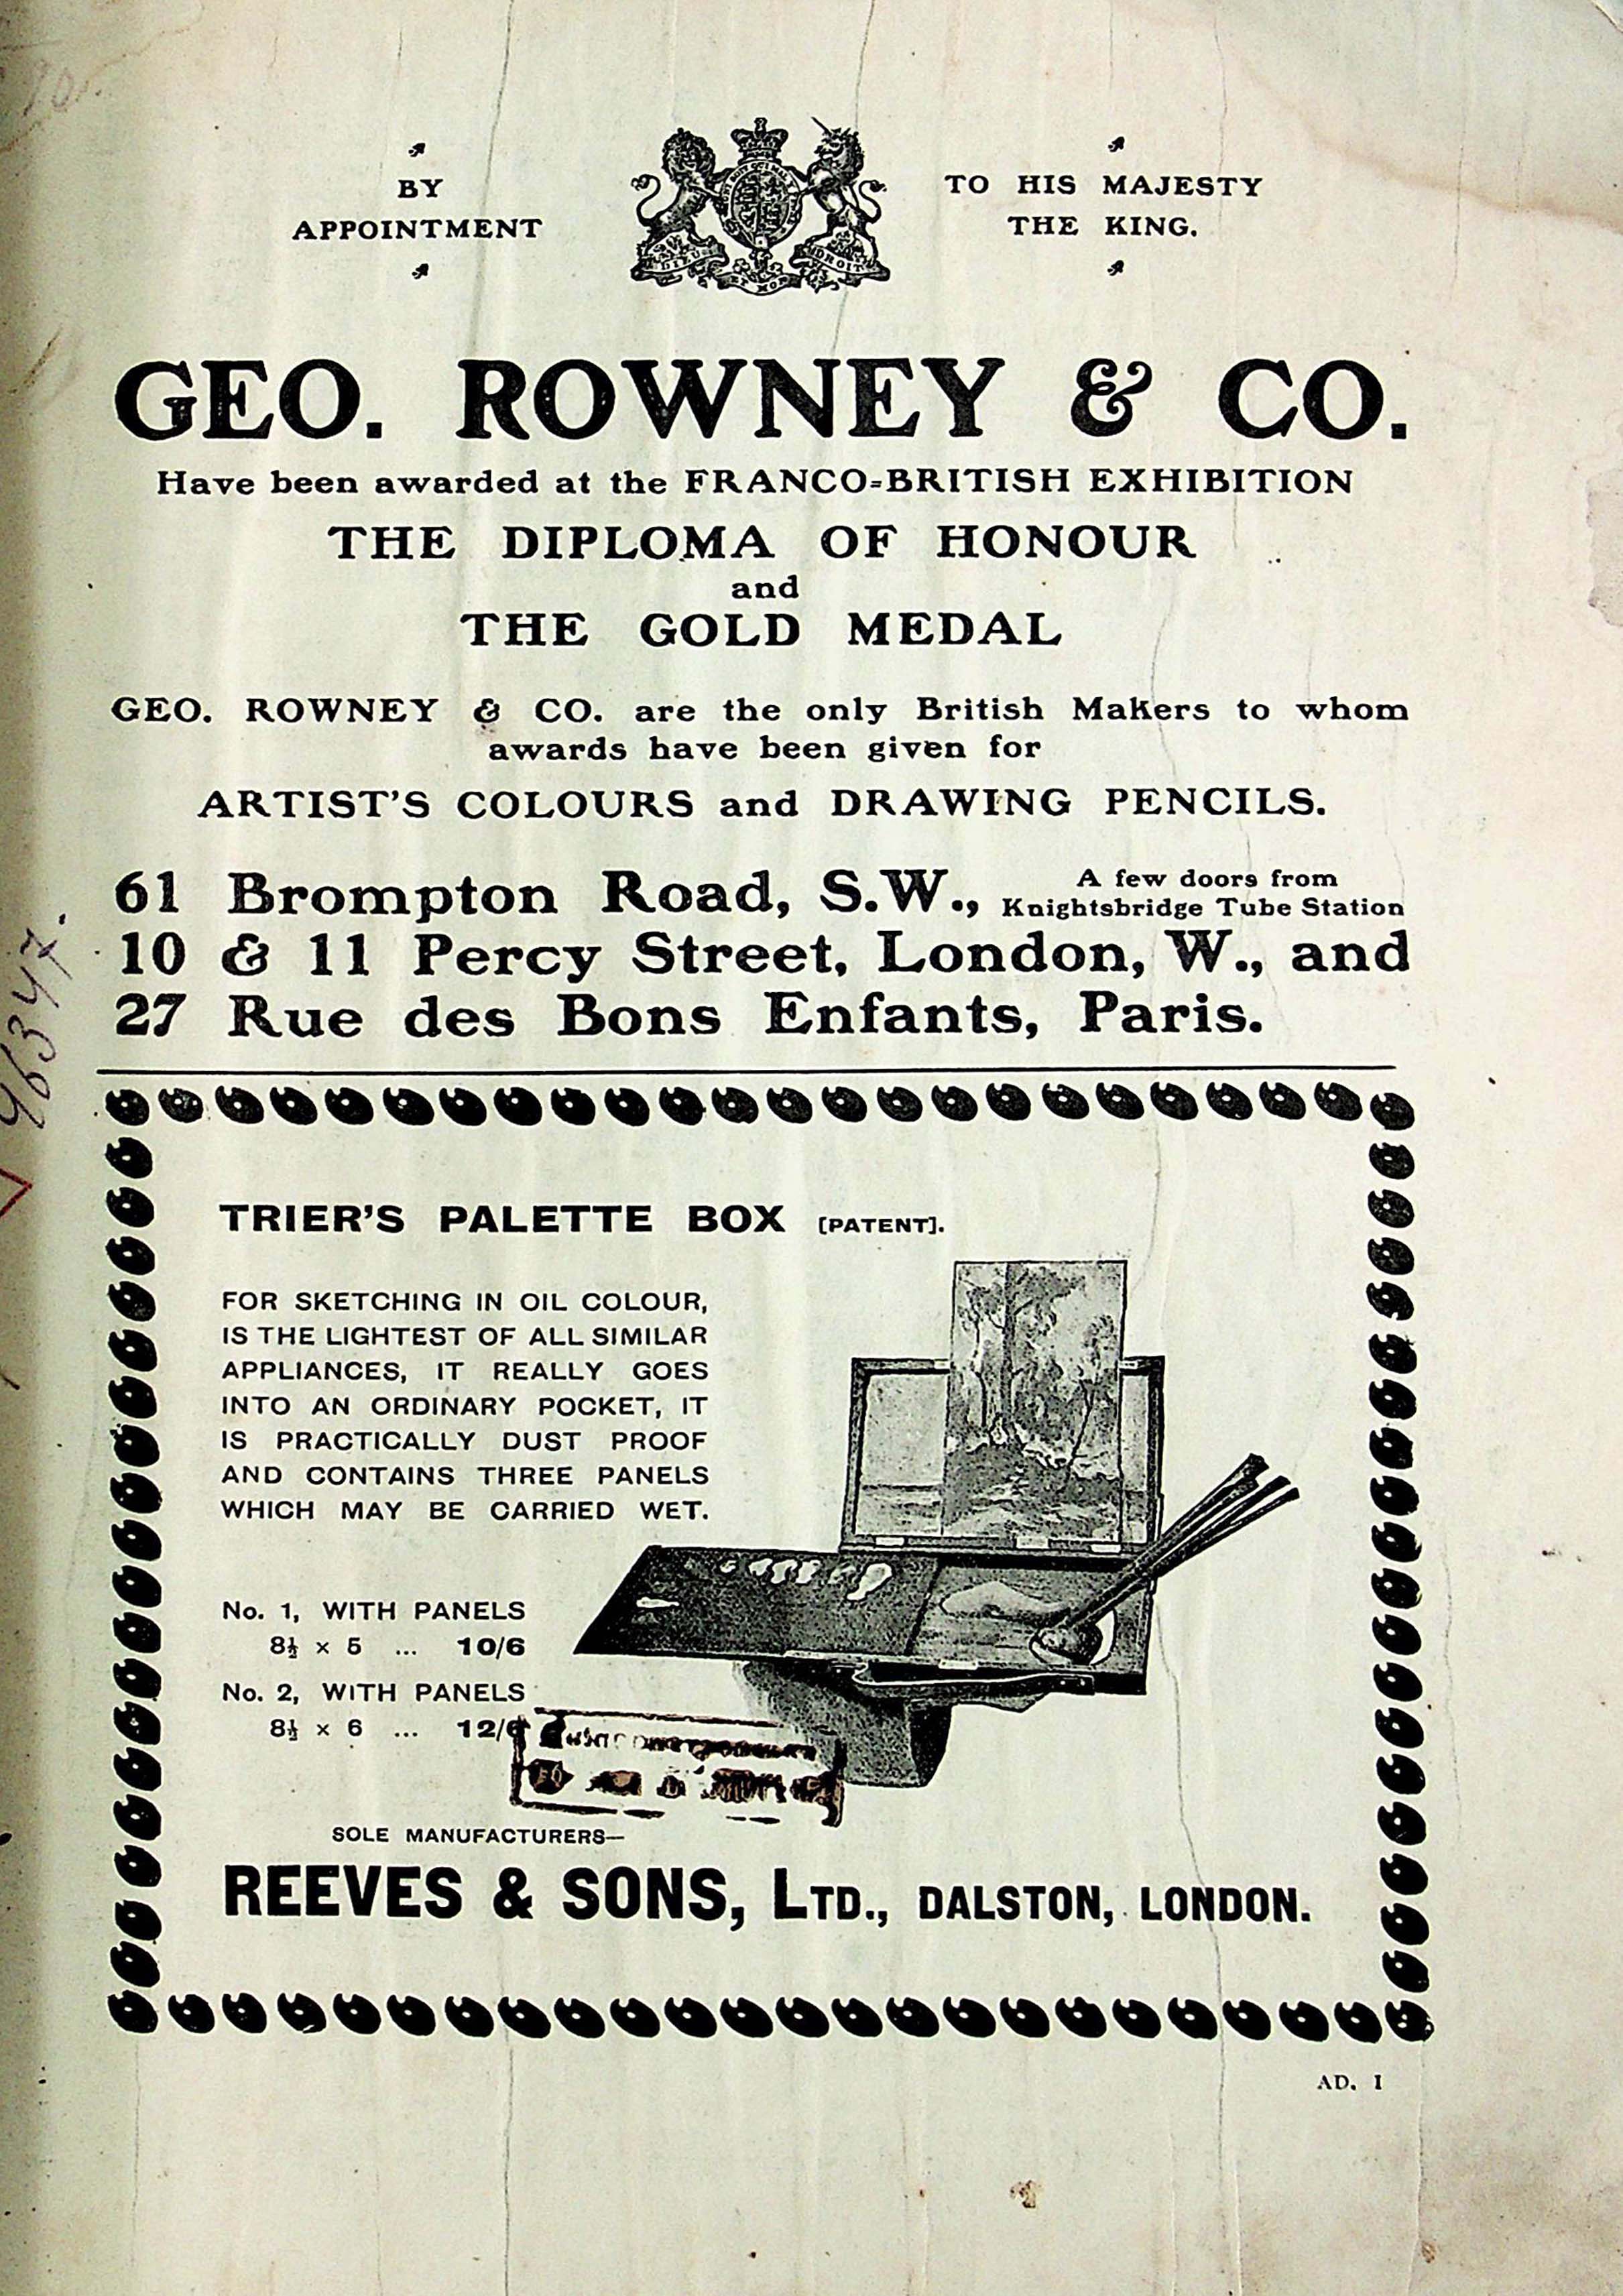 BY
APPOINTMENT
TO HIS MAJESTY
THE KING.
DIEU
ET MON
DROIT
GEO. ROWNEY & CO.
Have been awarded at the FRANCO=BRITISH EXHIBITION
THE DIPLOMA OF HONOUR
and
THE GOLD MEDAL
GEO. ROWNEY & CO. are the only British Makers to whom
awards have been given for
ARTIST'S COLOURS and DRAWING PENCILS.
61 Brompton Road, S.W., A few doors from
Knightsbridge Tube Station
10 & 11 Percy Street, London, W., and
27 Rue des Bons Enfants, Paris.
TRIER'S PALETTE BOX [PATENT].
FOR SKETCHING IN OIL COLOUR,
IS THE LIGHTEST OF ALL SIMILAR
APPLIANCES, IT REALLY GOES
INTO AN ORDINARY POCKET, IT
IS PRACTICALLY DUST PROOF
AND CONTAINS THREE PANELS
WHICH MAY BE CARRIED WET.
No. 1, WITH PANELS
8½ × 5 ... 10/6
No. 2, WITH PANELS
8½ × 6 ... 12/6
SOLE MANUFACTURERS—
REEVES & SONS, LTD., DALSTON, LONDON.
AD. I